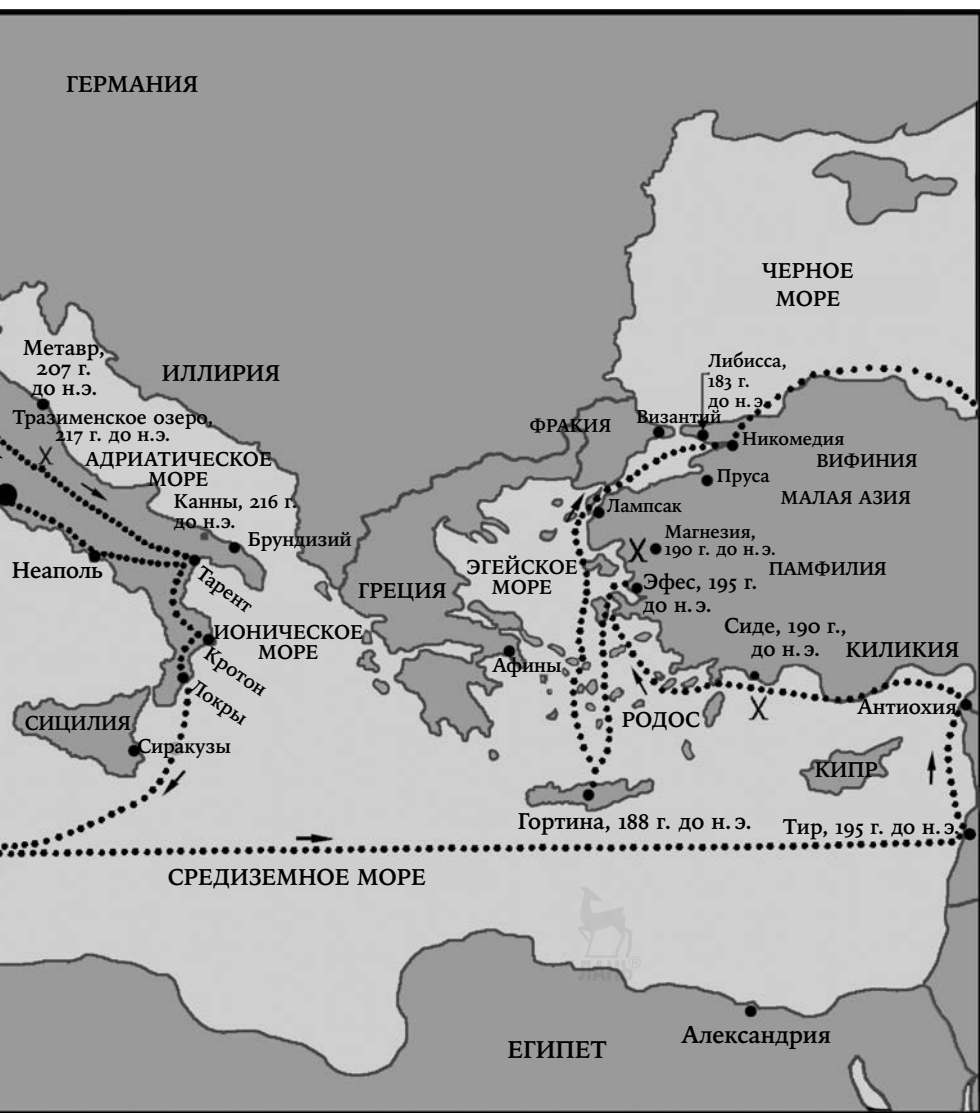 ГЕРМАНИЯ
ЧЕРНОЕ
МОРЕ
Метавр,
207 г.
до н.э.
ИЛЛИРИЯ
Либисса,
183 г.
до н. э.
Тразименское озеро,
217 г. до н.э.
ФРАКИЯ
Византий
Никомедия
ВИФИНИЯ
АДРИАТИЧЕСКОЕ
МОРЕ
Пруса
МАЛАЯ АЗИЯ
Канны, 216 г.
до н.э.
Лампсак
Брундизий
Магнезия,
190 г. до н.э.
Неаполь
ЭГЕЙСКОЕ
МОРЕ
ПАМФИЛИЯ
Тарент
ГРЕЦИЯ
Эфес, 195 г.
до н. э.
Сиде, 190 г.,
до н. э.
КИЛИКИЯ
ИОНИЧЕСКОЕ
МОРЕ
Кротон
Афины
Локры
РОДОС
Антиохия
СИЦИЛИЯ
Сиракузы
КИПР
Гортина, 188 г. до н. э.
Тир, 195 г. до н. э.
СРЕДИЗЕМНОЕ МОРЕ
ЛАНЬ®
Александрия
ЕГИПЕТ